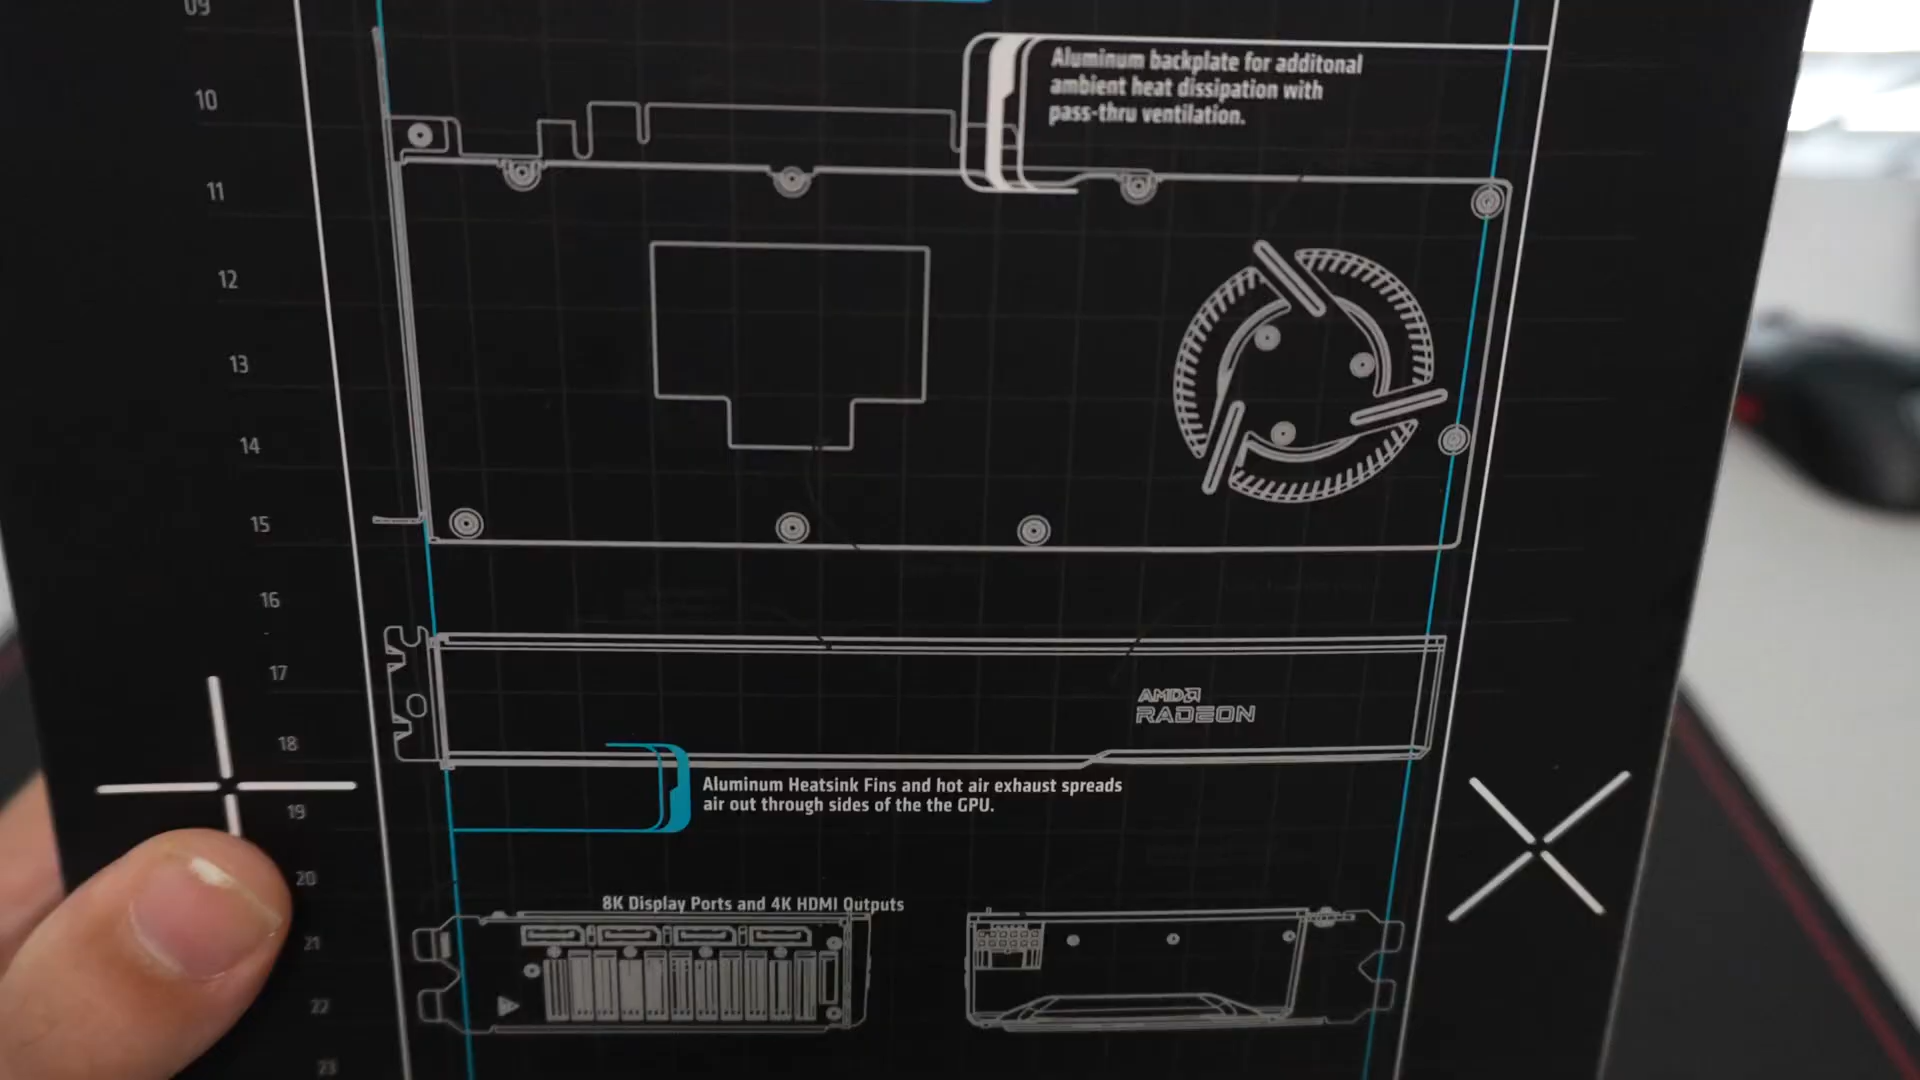 09
Aluminum backplate for additonal
ambient heat dissipation with
pass-thru ventilation.
10
11
12
13
14
15
16
17
AMD
RADEON
18
Aluminum Heatsink Fins and hot air exhaust spreads
air out through sides of the the GPU.
19
20
8K Display Ports and 4K HDMI Outputs
21
22
23